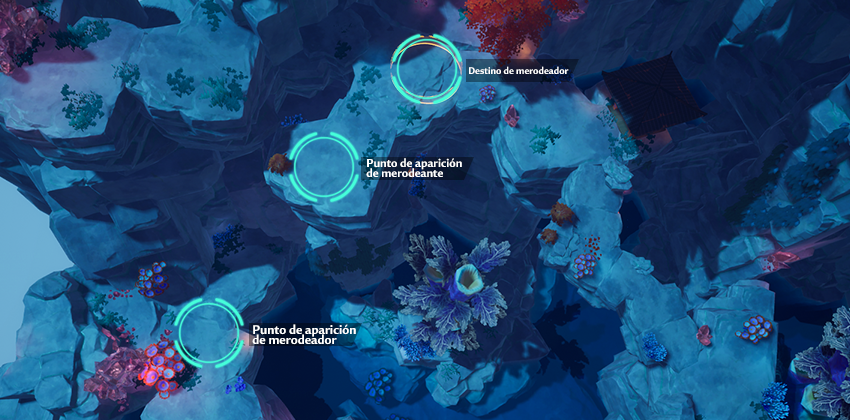 Destino de merodeador
Punto de aparición
de merodeante
Punto de aparición
de merodeador